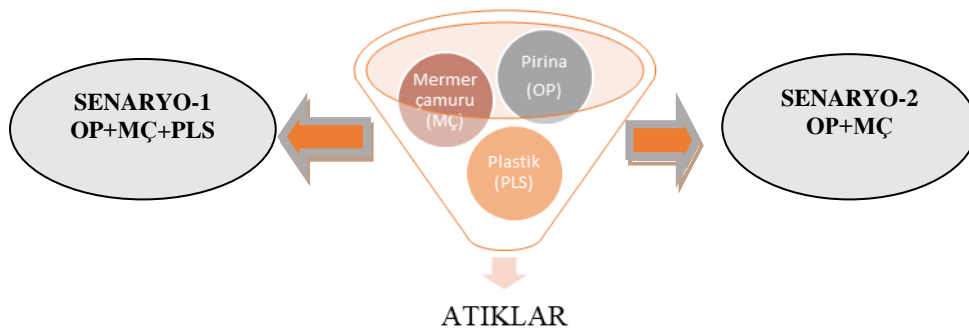 SENARYO-1
OP+MÇ+PLS
Mermer
çamuru
(MÇ)
Pirina
(OP)
Plastik
(PLS)
SENARYO-2
OP+MÇ
ATIKLAR